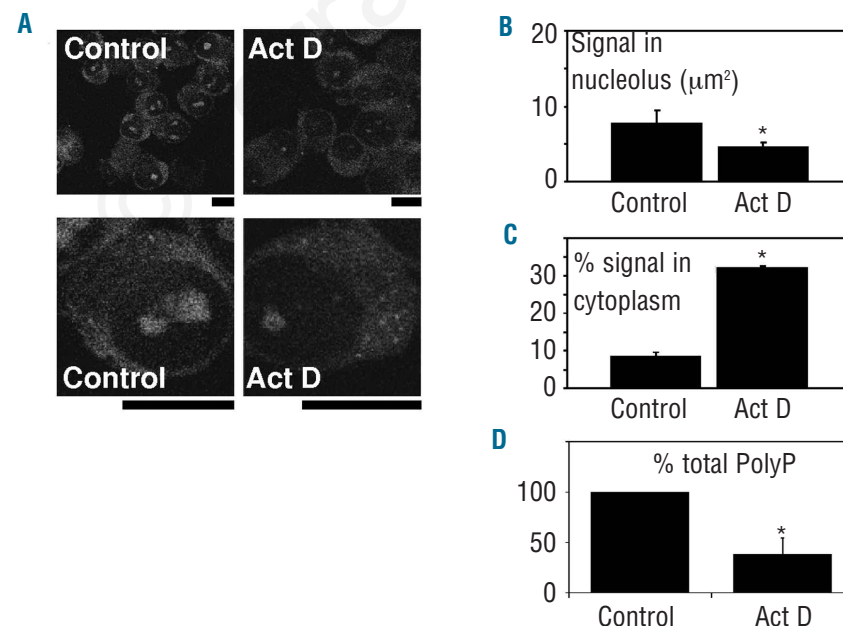 A
Control
Act D
Control
Act D
B
20
10
0
Signal in
nucleolus (μm²)
*
Control
Act D
C
30
20
10
0
% signal in
cytoplasm
*
Control
Act D
D
100
50
0
% total PolyP
*
Control
Act D